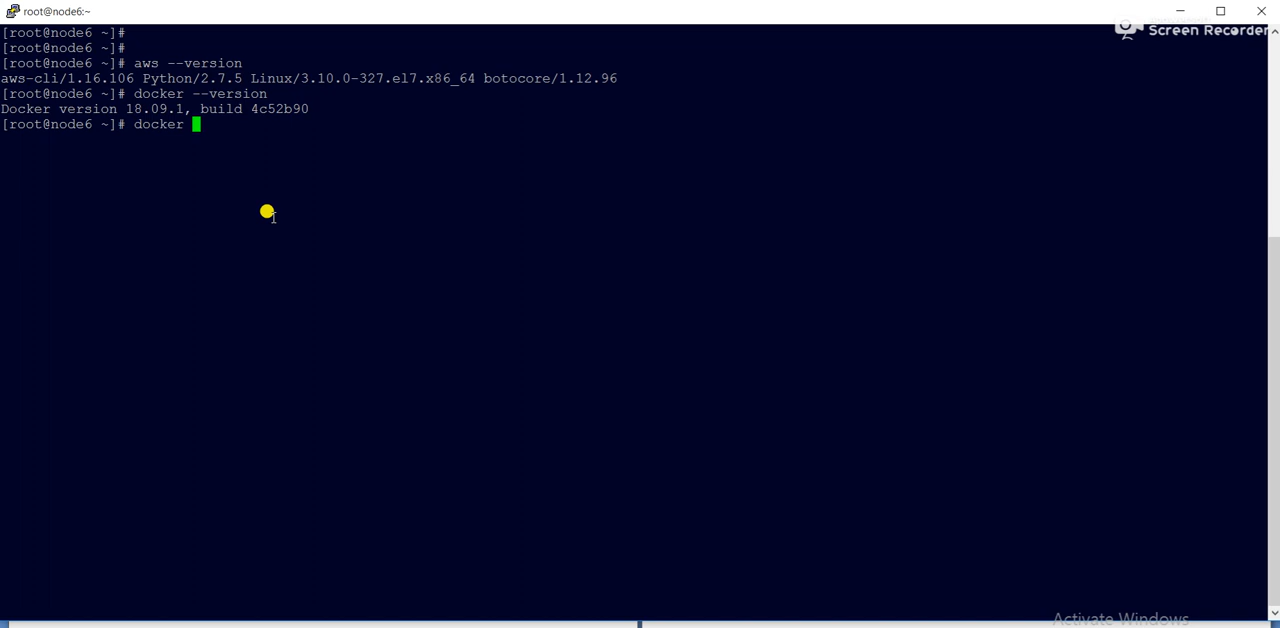 root@node6:~
[root@node6 ~]#
Screen Recorder
[root@node6 ~]#
[root@node6 ~]# aws --version
aws-cli/1.16.106 Python/2.7.5 Linux/3.10.0-327.el7.x86_64 botocore/1.12.96
[root@node6 ~]# docker --version
Docker version 18.09.1, build 4c52b90
[root@node6 ~]# docker
Activate Windows